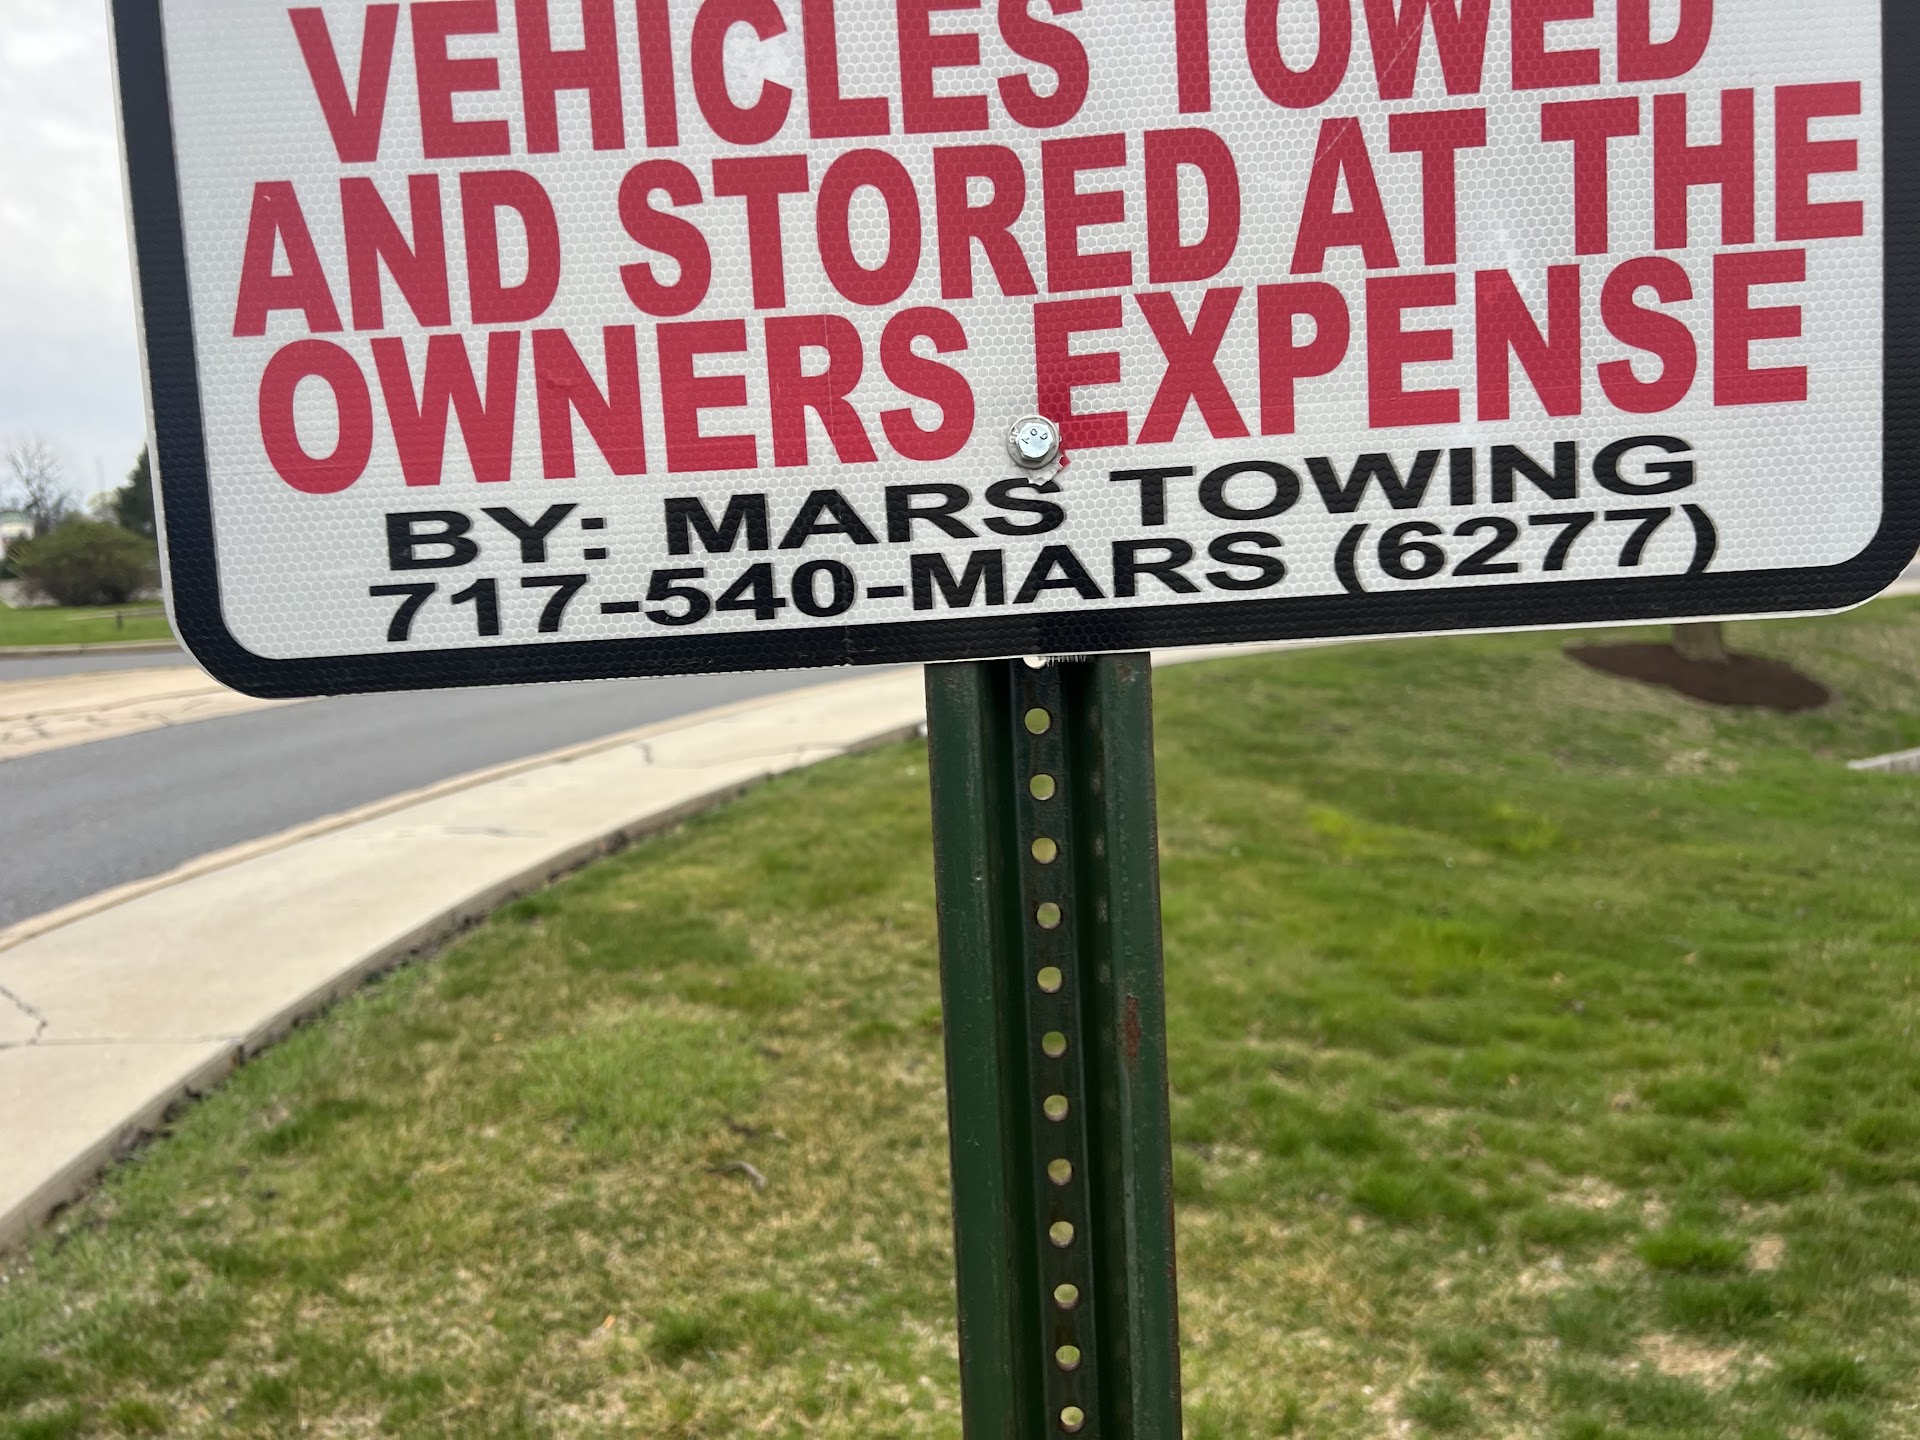 VEHICLES TOWED
AND STORED AT THE
OWNERS EXPENSE
BY: MARS TOWING
717-540-MARS (6277)